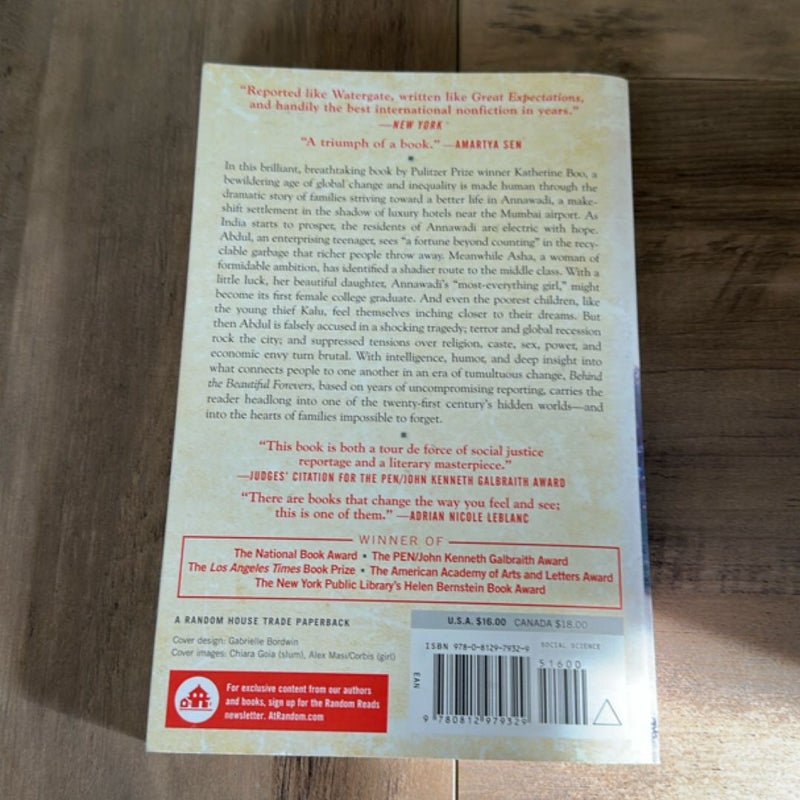 “Reported like Watergate, written like Great Expectations,
and handily the best international nonfiction in years.”
—NEW YORK
“A triumph of a book.” —AMARTYA SEN
In this brilliant, breathtaking book by Pulitzer Prize winner Katherine Boo, a
bewildering age of global change and inequality is made human through the
dramatic story of families striving toward a better life in Annawadi, a make-
shift settlement in the shadow of luxury hotels near the Mumbai airport. As
India starts to prosper, the residents of Annawadi are electric with hope.
Abdul, an enterprising teenager, sees “a fortune beyond counting” in the recy-
clable garbage that richer people throw away. Meanwhile Asha, a woman of
formidable ambition, has identified a shadier route to the middle class. With a
little luck, her beautiful daughter, Annawadi’s “most-everything girl,” might
become its first female college graduate. And even the poorest children, like
the young thief Kalu, feel themselves inching closer to their dreams. But
then Abdul is falsely accused in a shocking tragedy; terror and global recession
rock the city; and suppressed tensions over religion, caste, sex, power, and
economic envy turn brutal. With intelligence, humor, and deep insight into
what connects people to one another in an era of tumultuous change, Behind
the Beautiful Forevers, based on years of uncompromising reporting, carries the
reader headlong into one of the twenty-first century’s hidden worlds—and
into the hearts of families impossible to forget.
“This book is both a tour de force of social justice
reportage and a literary masterpiece.”
—JUDGES’ CITATION FOR THE PEN/JOHN KENNETH GALBRAITH AWARD
“There are books that change the way you feel and see;
this is one of them.” —ADRIAN NICOLE LEBLANC
WINNER OF
The National Book Award • The PEN/John Kenneth Galbraith Award
The Los Angeles Times Book Prize • The American Academy of Arts and Letters Award
The New York Public Library’s Helen Bernstein Book Award
A RANDOM HOUSE TRADE PAPERBACK
Cover design: Gabrielle Bordwin
Cover images: Chiara Goia (slum), Alex Masi/Corbis (girl)
For exclusive content from our authors
and books, sign up for the Random Reads
newsletter. AtRandom.com
U.S.A. $16.00 CANADA $18.00
ISBN 978-0-8129-7932-9 SOCIAL SCIENCE
51600
EAN
9 780812 979329